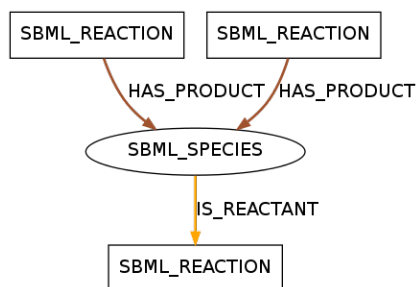 SBML_REACTION SBML_REACTION
HAS_PRODUCT HAS_PRODUCT
SBML_SPECIES
IS_REACTANT
SBML_REACTION